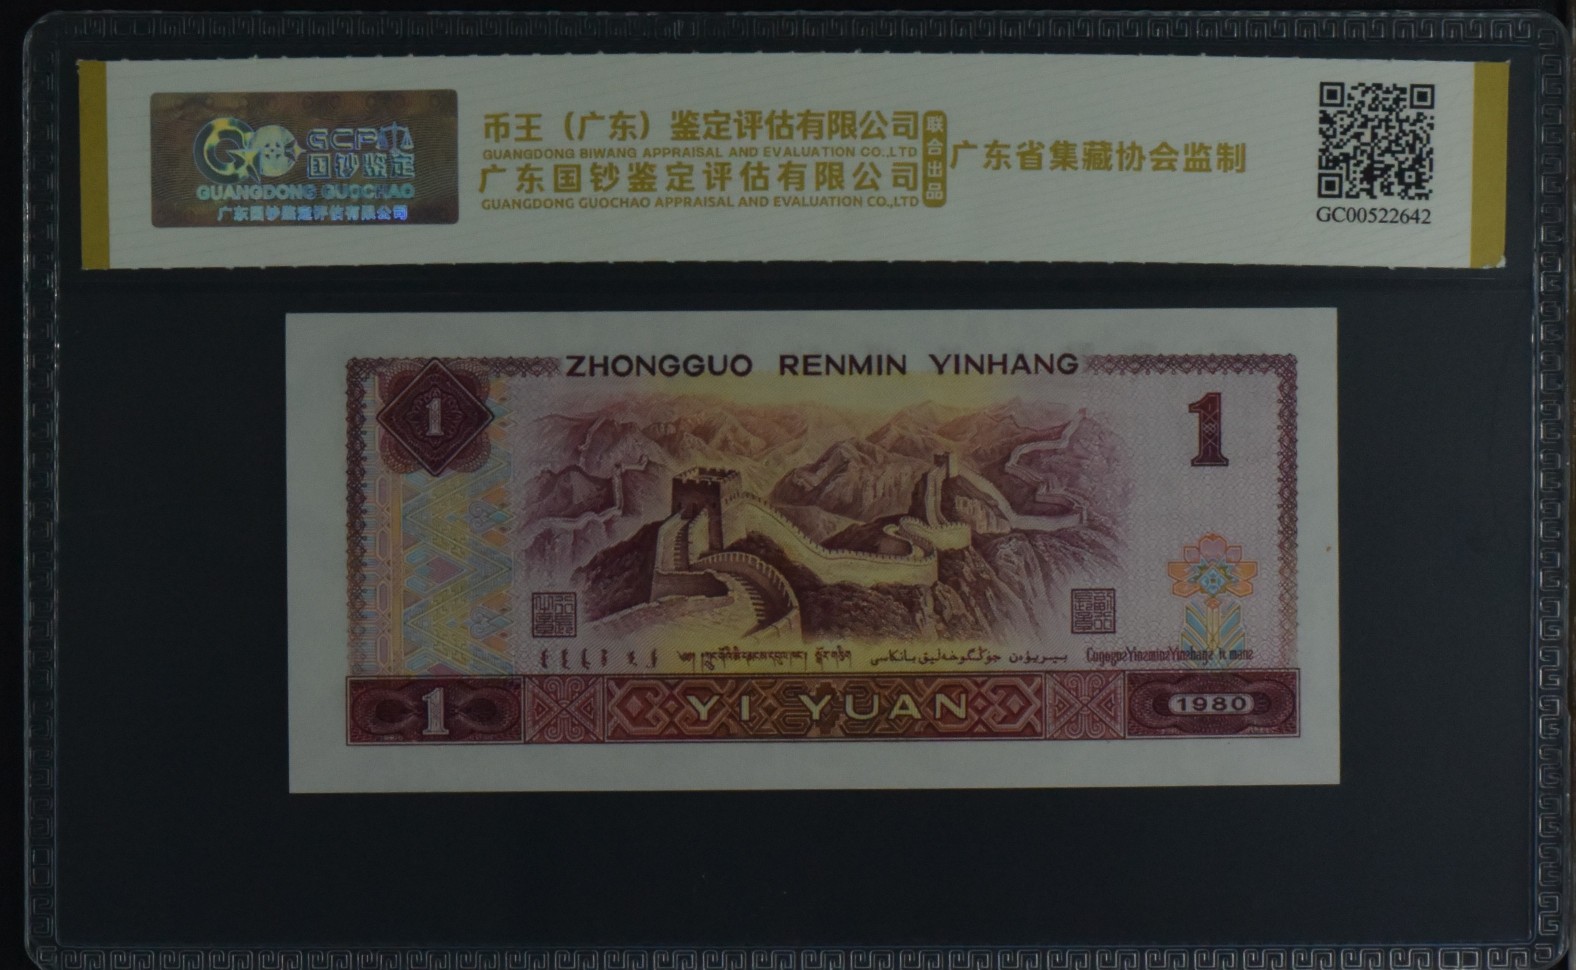 GCP
国钞鉴定
GUANGDONG GUOCHAO
广东国钞鉴定评估有限公司
币王（广东）鉴定评估有限公司
GUANGDONG BIWANG APPRAISAL AND EVALUATION CO.,LTD
广东国钞鉴定评估有限公司
GUANGDONG GUOCHAO APPRAISAL AND EVALUATION CO.,LTD
联合出品
广东省集藏协会监制
GC00522642
ZHONGGUO RENMIN YINHANG
1
1
1
YI YUAN
1980